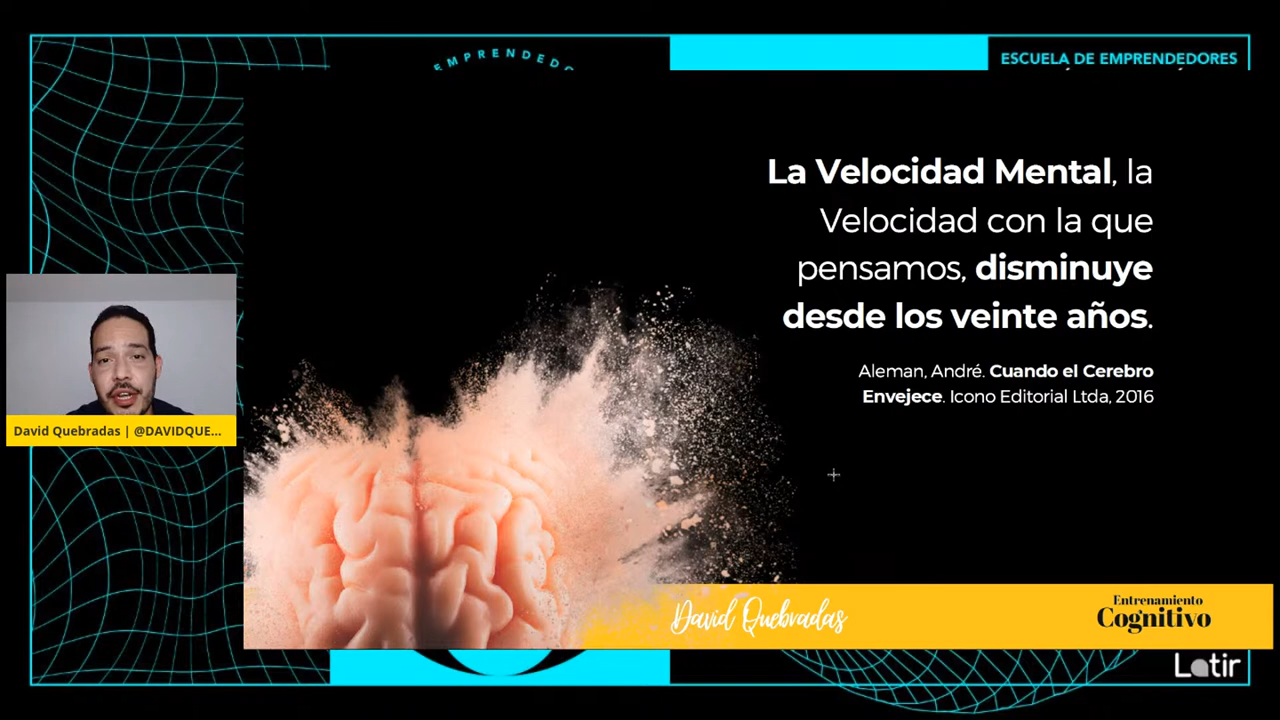 EMPRENDEDO
ESCUELA DE EMPRENDEDORES
La Velocidad Mental, la
Velocidad con la que
pensamos, disminuye
desde los veinte años.
Aleman, André. Cuando el Cerebro
Envejece. Icono Editorial Ltda, 2016
David Quebradas | @DAVIDQUE...
David Quebradas
Entrenamiento
Cognitivo
Latir